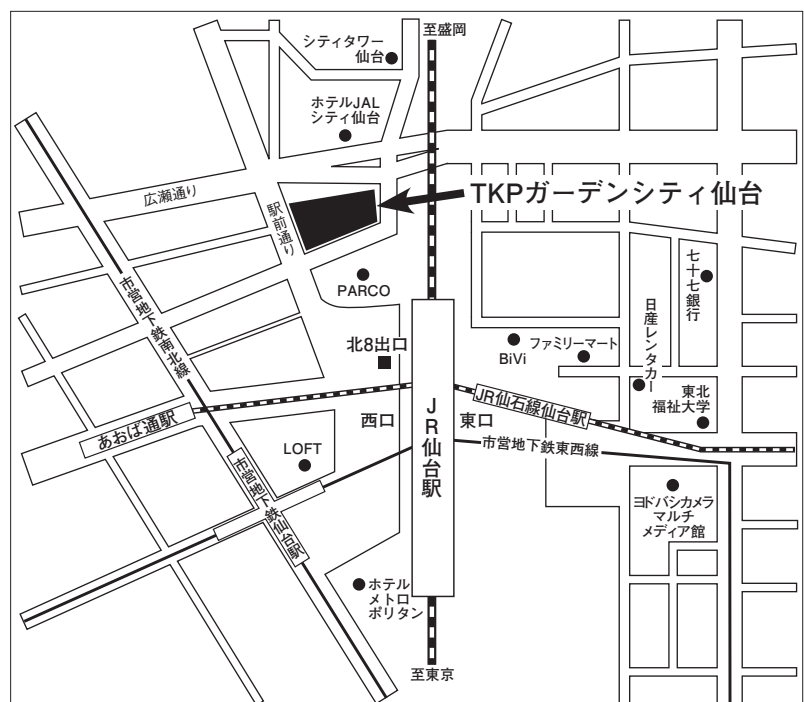 至盛岡
シティタワー
仙台
ホテルJAL
シティ仙台
広瀬通り
駅前通り
TKPガーデンシティ仙台
市営地下鉄南北線
PARCO
七十七銀行
日産レンタカー
北8出口
BiVi
ファミリーマート
東北
福祉大学
JR仙石線仙台駅
あおば通駅
西口
JR仙台駅
東口
市営地下鉄東西線
LOFT
市営地下鉄仙台駅
ヨドバシカメラ
マルチ
メディア館
ホテル
メトロ
ポリタン
至東京